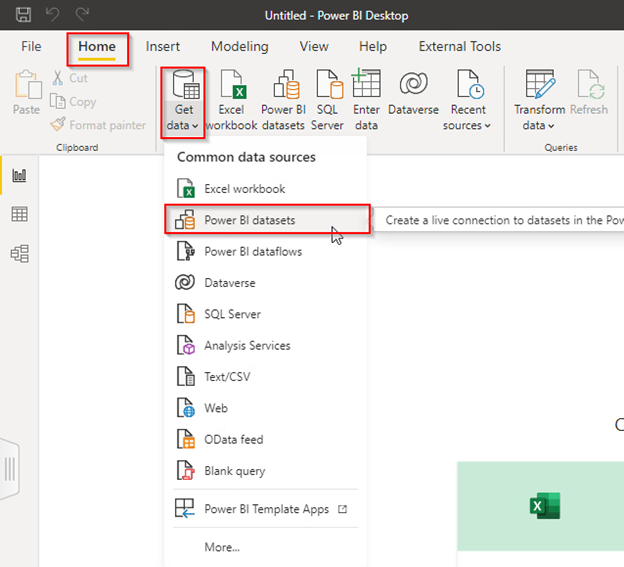 Untitled - Power BI Desktop
File Home Insert Modeling View Help External Tools
Paste
Cut
Copy
Format painter
Clipboard
Get data
Excel workbook
Power BI datasets
SQL Server
Enter data
Dataverse
Recent sources
Transform data
Refresh
Queries
Common data sources
Excel workbook
Power BI datasets
Create a live connection to datasets in the Pow
Power BI dataflows
Dataverse
SQL Server
Analysis Services
Text/CSV
Web
OData feed
Blank query
Power BI Template Apps
More...